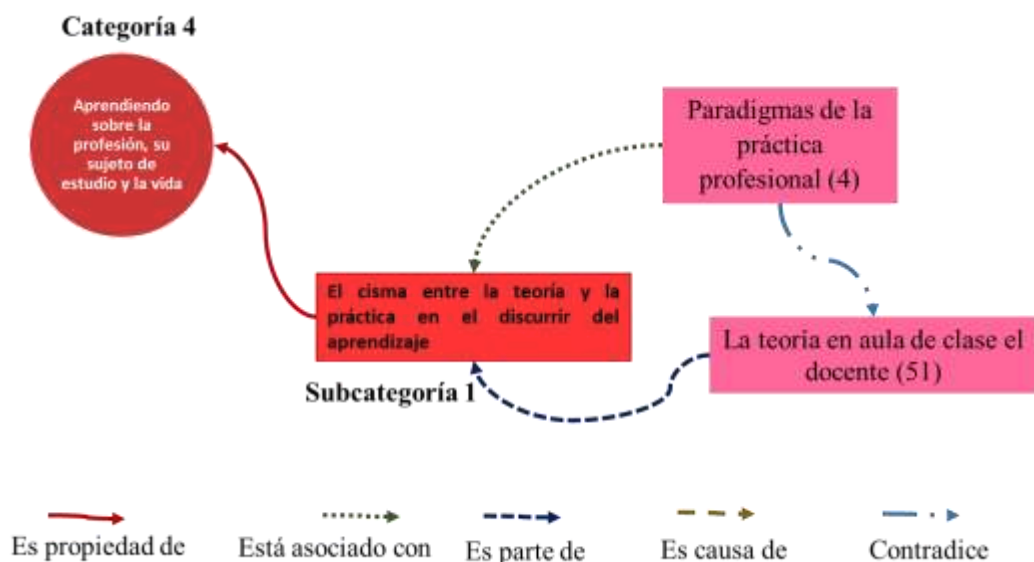 Categoría 4
Aprendiendo
sobre la
profesión, su
sujeto de
estudio y la vida
Paradigmas de la
práctica
profesional (4)
El cisma entre la teoría y la
práctica en el discurrir del
aprendizaje
La teoria en aula de clase el
docente (51)
Subcategoría 1
Es propiedad de
Está asociado con
Es parte de
Es causa de
Contradice